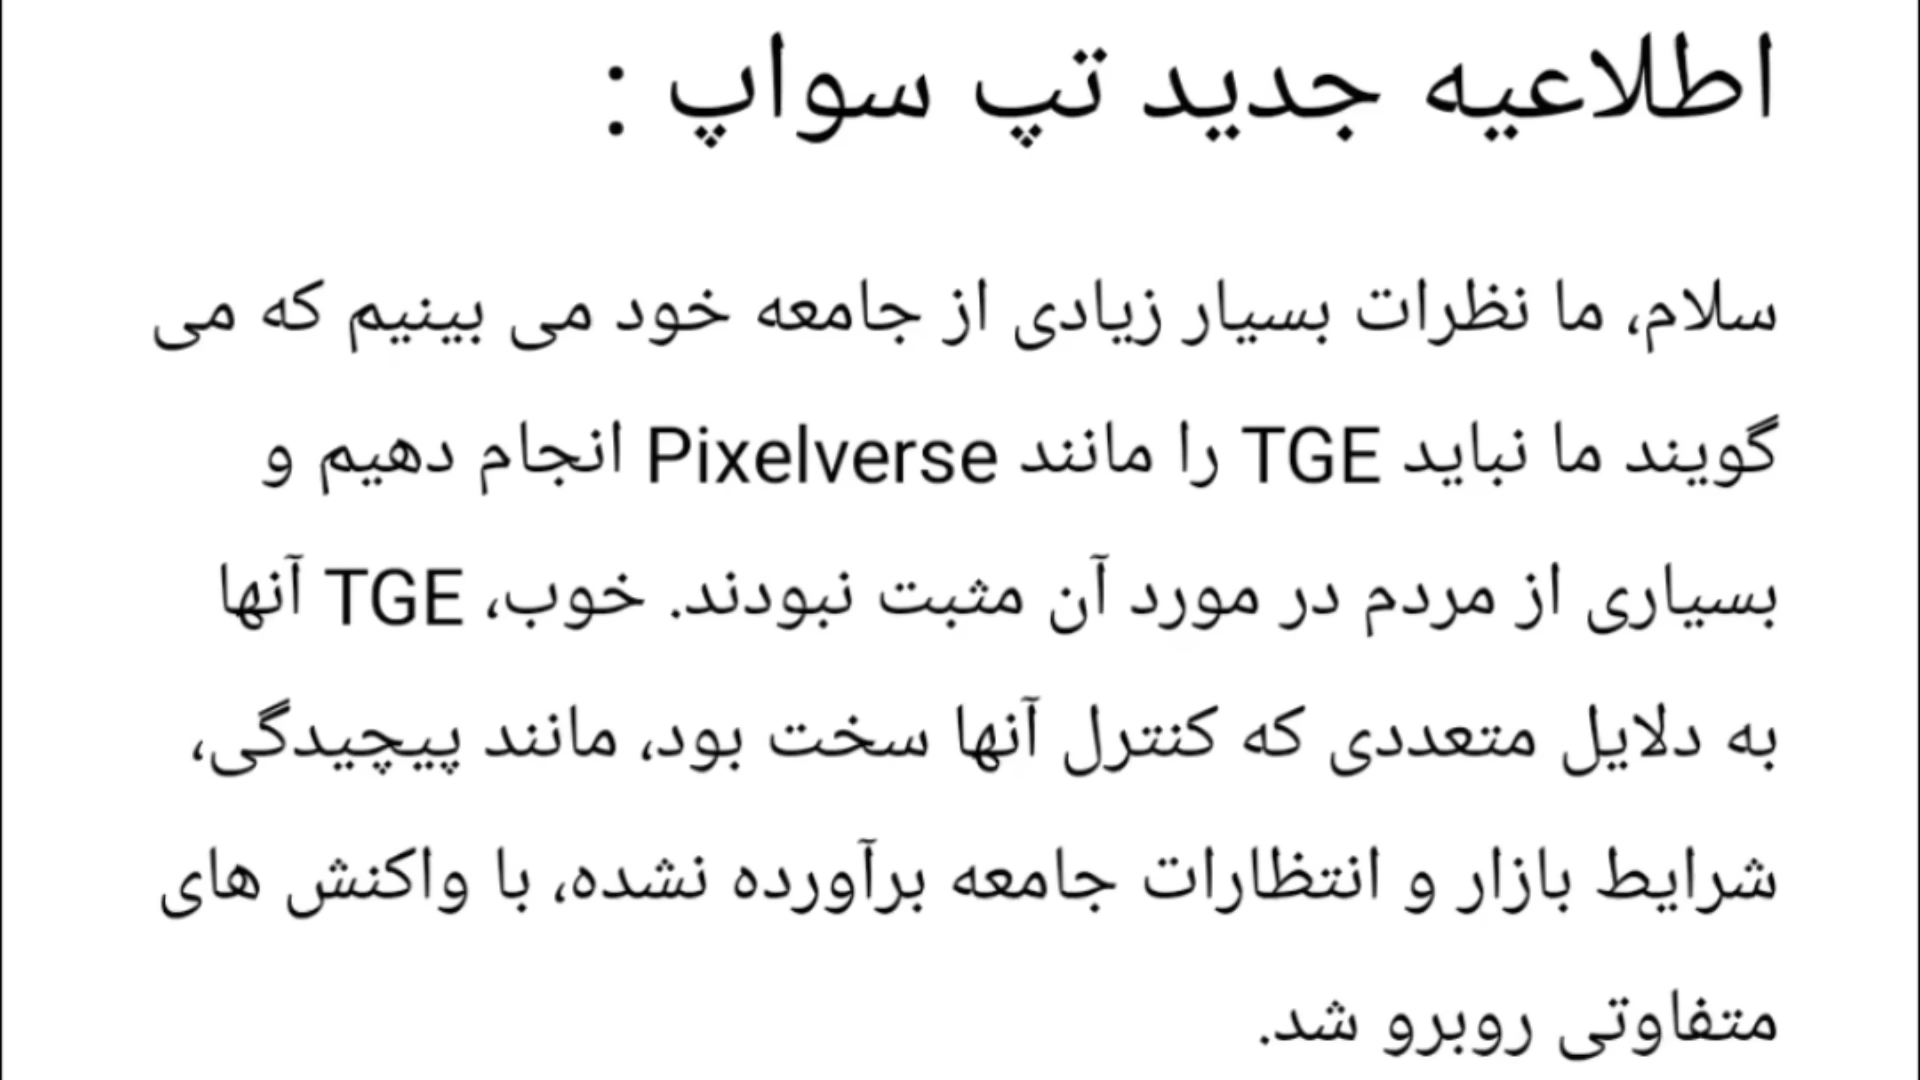 اطلاعیه جدید تپ سواپ :
سلام، ما نظرات بسیار زیادی از جامعه خود می بینیم که می
گویند ما نباید TGE را مانند Pixelverse انجام دهیم و
بسیاری از مردم در مورد آن مثبت نبودند. خوب، TGE آنها
به دلایل متعددی که کنترل آنها سخت بود، مانند پیچیدگی،
شرایط بازار و انتظارات جامعه برآورده نشده، با واکنش های
متفاوتی روبرو شد.